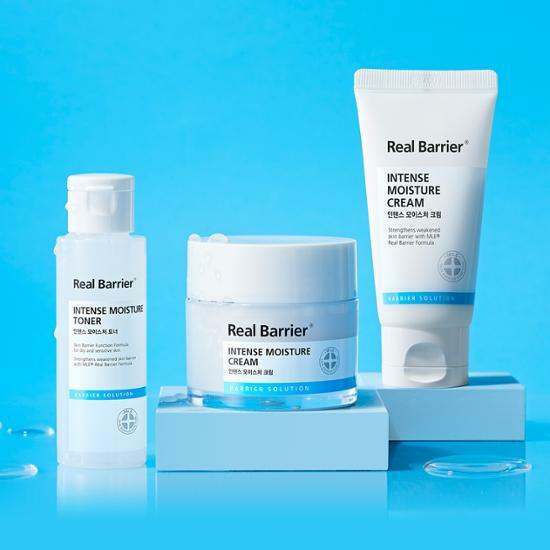 Real Barrier®
INTENSE MOISTURE
TONER
인텐스 모이스처 토너
Skin Barrier Function Formula
for dry and sensitive skin.
Strengthens weakened skin barrier
with MLE® Real Barrier Formula.
BARRIER SOLUTION
Real Barrier®
INTENSE MOISTURE
CREAM
인텐스 모이스처 크림
BARRIER SOLUTION
Real Barrier®
INTENSE
MOISTURE
CREAM
인텐스 모이스처 크림
Strengthens weakened
skin barrier with MLE®
Real Barrier Formula.
BARRIER SOLUTION